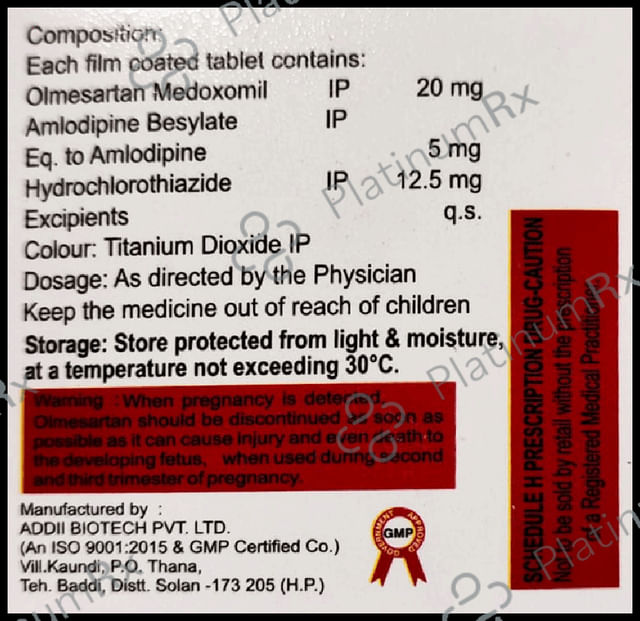 Composition:
Each film coated tablet contains:
Olmesartan Medoxomil IP 20 mg
Amlodipine Besylate IP
Eq. to Amlodipine 5 mg
Hydrochlorothiazide IP 12.5 mg
Excipients q.s.
Colour: Titanium Dioxide IP
Dosage: As directed by the Physician
Keep the medicine out of reach of children
Storage: Store protected from light & moisture,
at a temperature not exceeding 30°C.
Warning : When pregnancy is detected,
Olmesartan should be discontinued as soon as
possible as it can cause injury and even death to
the developing fetus, when used during second
and third trimester of pregnancy.
Manufactured by :
ADDII BIOTECH PVT. LTD.
(An ISO 9001:2015 & GMP Certified Co.)
Vill.Kaundi, P.O. Thana,
Teh. Baddi, Distt. Solan -173 205 (H.P.)
GOVERNMENT APPROVED
GMP
SCHEDULE H PRESCRIPTION DRUG-CAUTION
Not to be sold by retail without the prescription
of a Registered Medical Practitioner
PlatinumRx
PlatinumRx
PlatinumRx